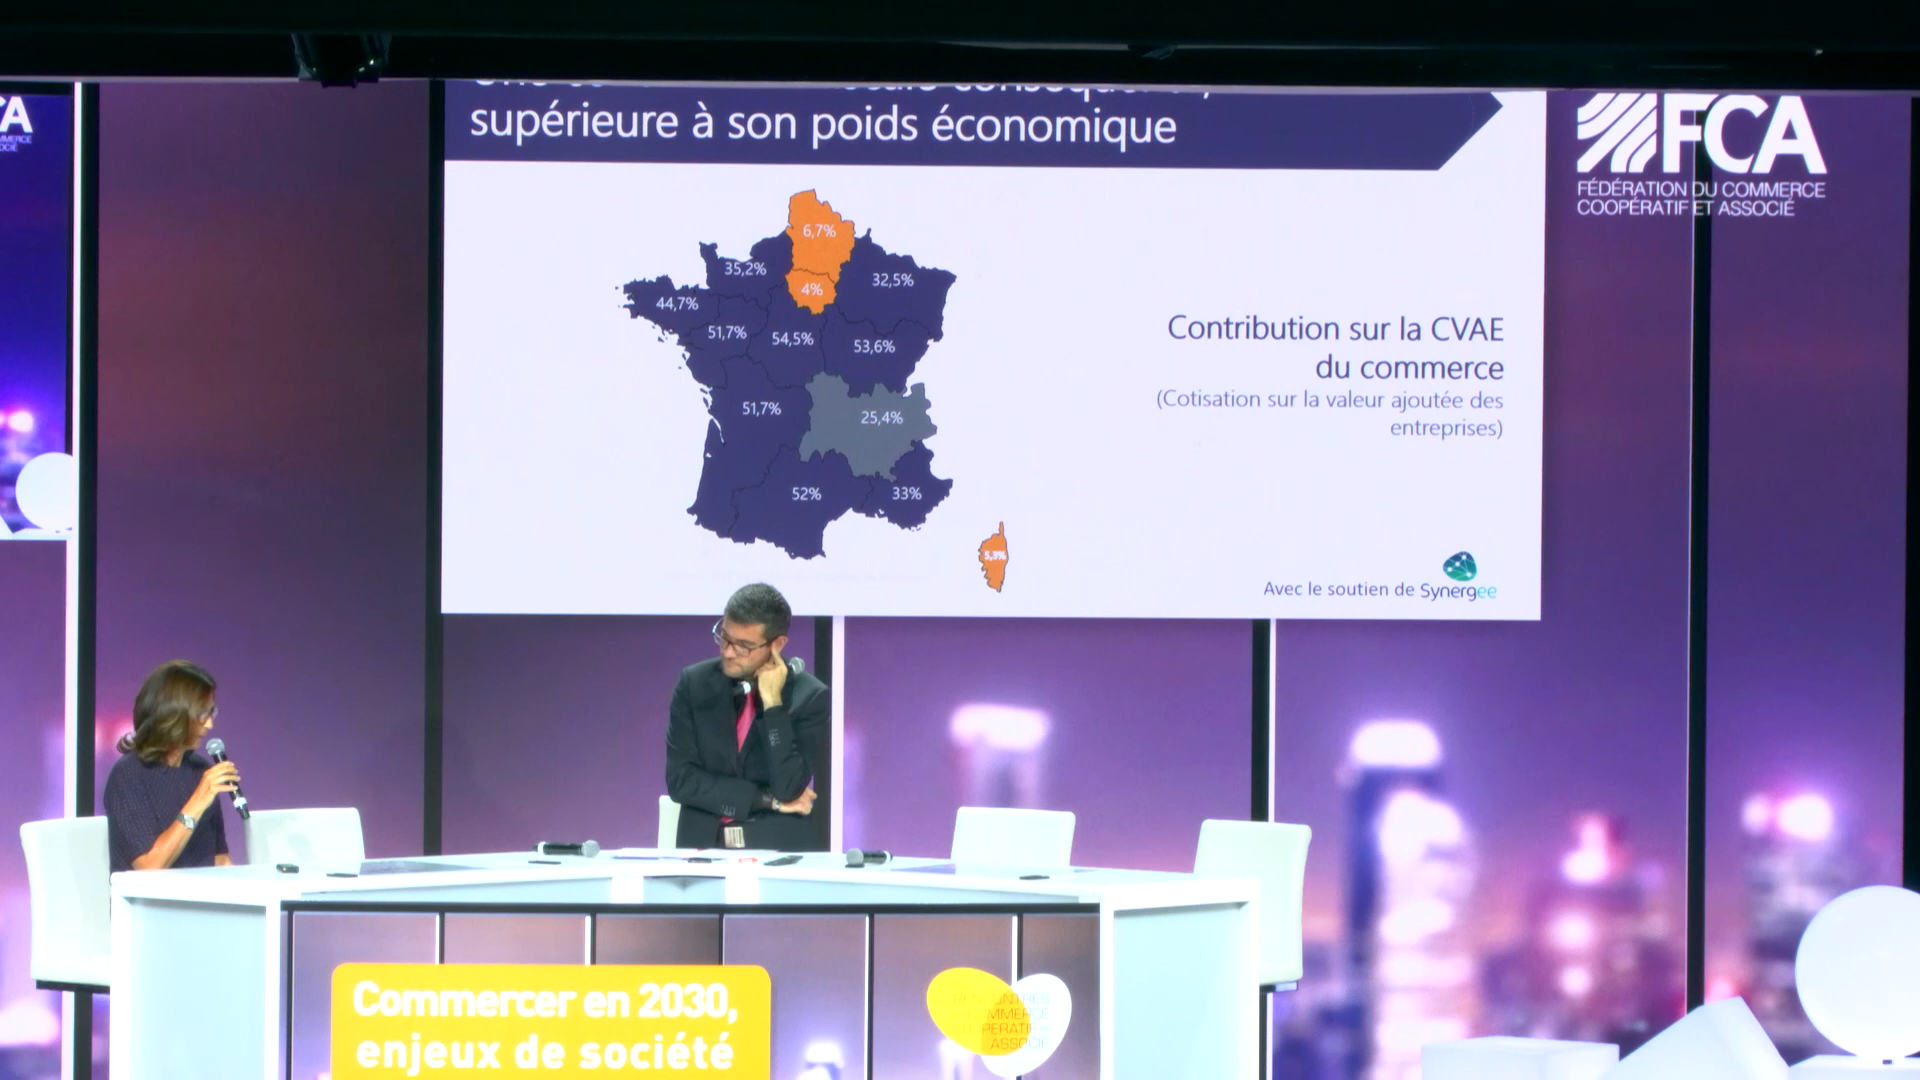 supérieure à son poids économique
FCA
FÉDÉRATION DU COMMERCE
COOPÉRATIF ET ASSOCIÉ
6,7%
35,2%
4%
32,5%
44,7%
51,7%
54,5%
53,6%
51,7%
25,4%
52%
33%
5,3%
Contribution sur la CVAE
du commerce
(Cotisation sur la valeur ajoutée des
entreprises)
Avec le soutien de Synergee
Commercer en 2030,
enjeux de société